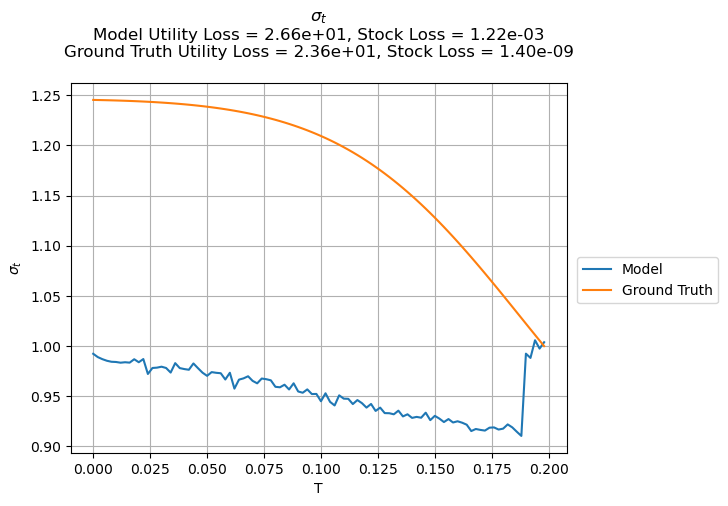 σₜ
Model Utility Loss = 2.66e+01, Stock Loss = 1.22e-03
Ground Truth Utility Loss = 2.36e+01, Stock Loss = 1.40e-09
1.25
1.20
1.15
1.10
1.05
1.00
0.95
0.90
σₜ
0.000 0.025 0.050 0.075 0.100 0.125 0.150 0.175 0.200
T
Model
Ground Truth